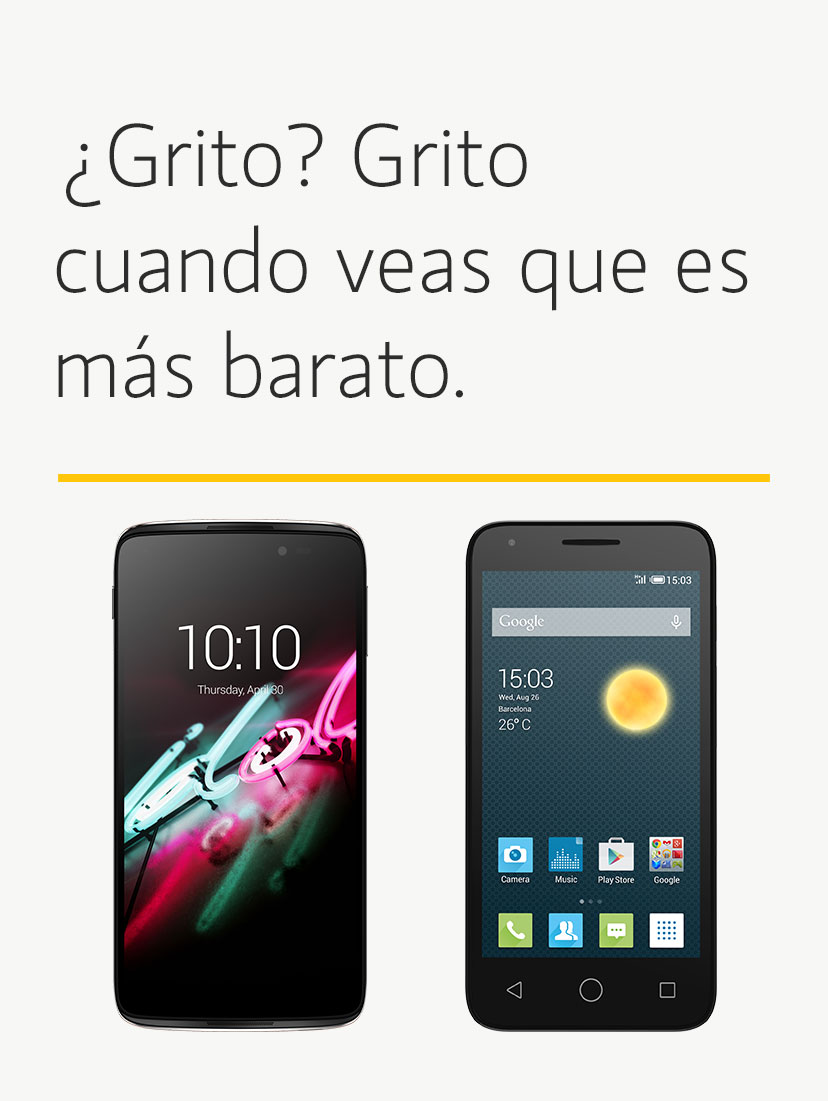 ¿Grito? Grito
cuando veas que es
más barato.
10:10
Thursday, April 30
15:03
Google
15:03
Wed, Aug 26
Barcelona
26° C
Camera
Music
Play Store
Google